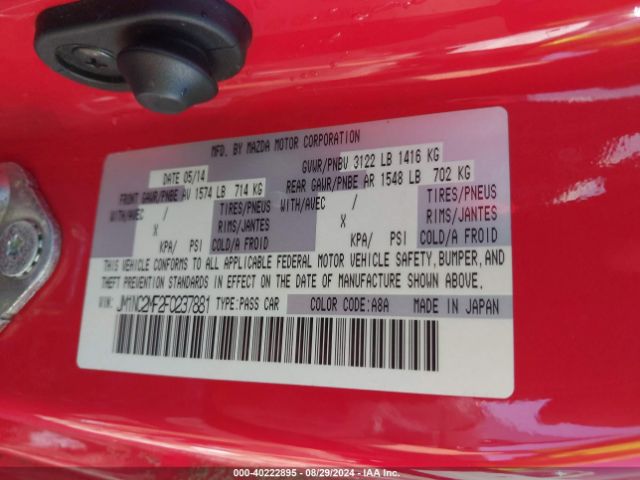 MFD. BY MAZDA MOTOR CORPORATION
DATE 05/14
GVWR/PNBV 3122 LB 1416 KG
FRONT GAWR/PNBE AV 1574 LB 714 KG
REAR GAWR/PNBE AR 1548 LB 702 KG
WITH/AVEC / TIRES/PNEUS WITH/AVEC / TIRES/PNEUS
X RIMS/JANTES X RIMS/JANTES
KPA/ PSI COLD/A FROID KPA/ PSI COLD/A FROID
THIS VEHICLE CONFORMS TO ALL APPLICABLE FEDERAL MOTOR VEHICLE SAFETY, BUMPER, AND
THEFT PREVENTION STANDARDS IN EFFECT ON THE DATE OF MANUFACTURE SHOWN ABOVE.
VIN: JM1NC2MF2F0237881 TYPE:PASS CAR COLOR CODE:A8A MADE IN JAPAN
000-40222895 - 08/29/2024 - IAA Inc.